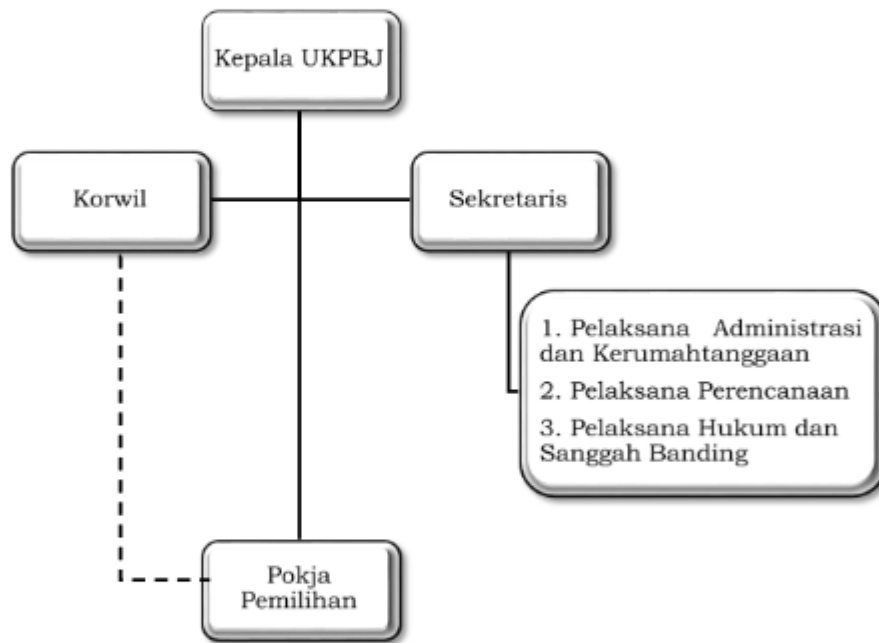 Kepala UKPBJ
Korwil
Sekretaris
1. Pelaksana Administrasi
dan Kerumahtanggaan
2. Pelaksana Perencanaan
3. Pelaksana Hukum dan
Sanggah Banding
Pokja
Pemilihan